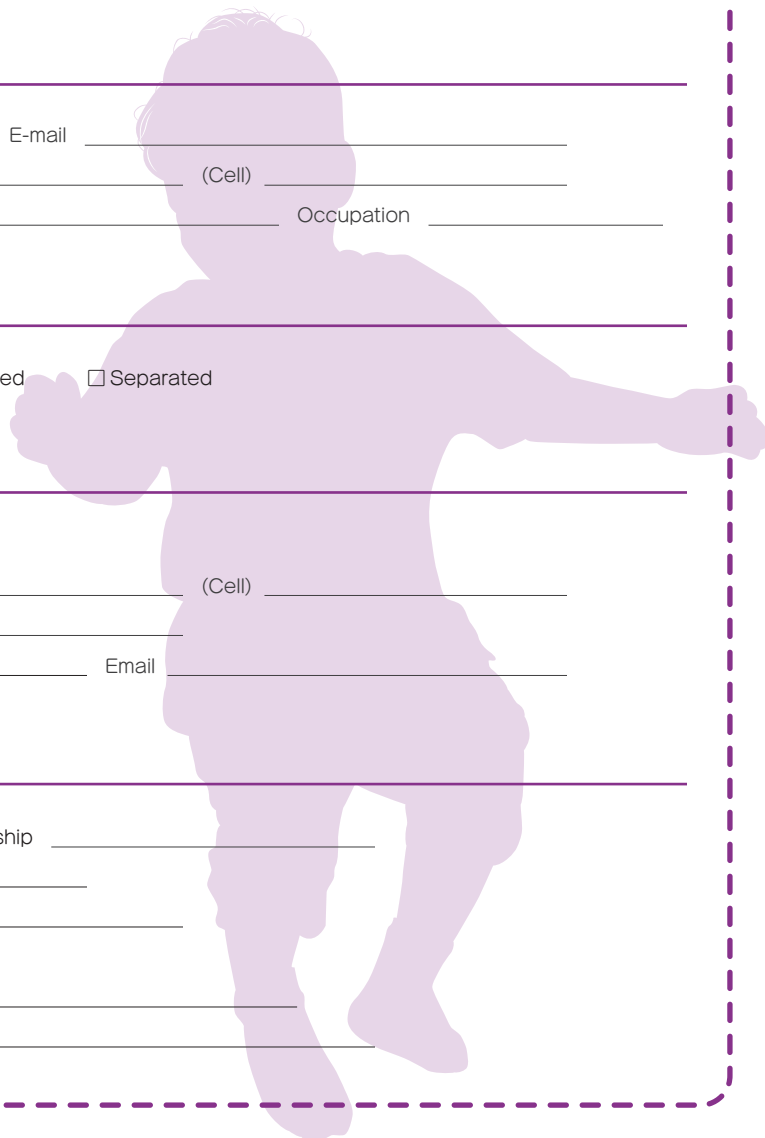 E-mail
(Cell)
Occupation
ed □ Separated
(Cell)
Email
ship